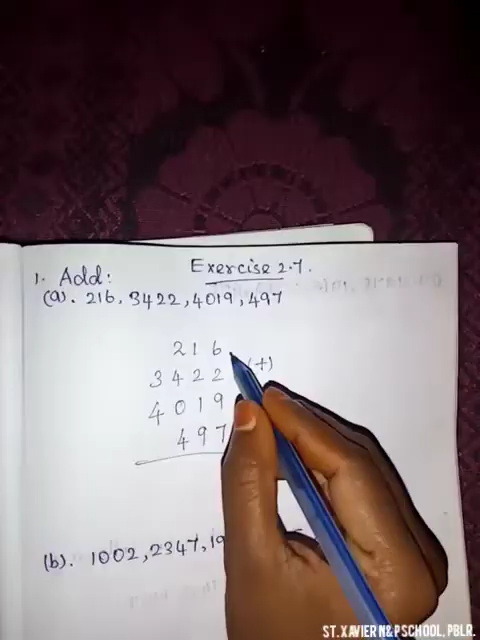 Exercise 2.7.
1. Add:
(a). 216, 3422, 4019, 497
216
3422 (+)
4019
497
(b). 1002, 2347, 19
ST.XAVIER N&P SCHOOL, PBLR.